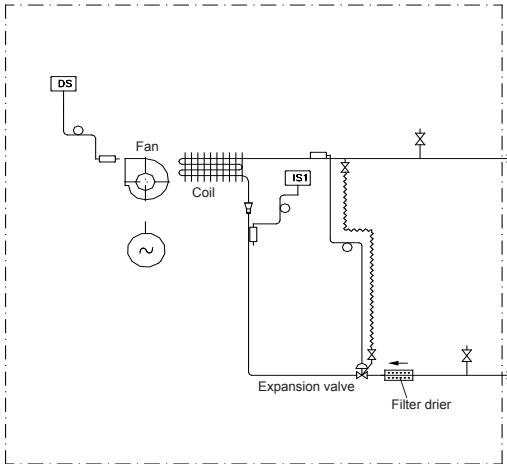 DS
Fan
Coil
IS1
Expansion valve
Filter drier